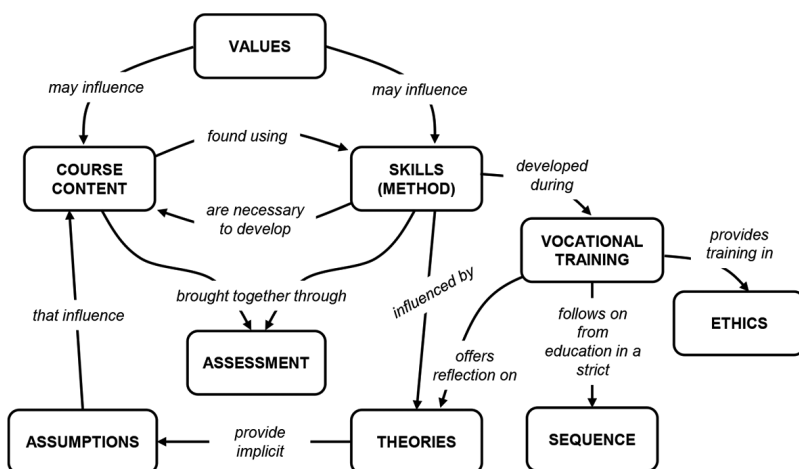 VALUES
may influence
may influence
found using
COURSE
CONTENT
SKILLS
(METHOD)
developed
during
are necessary
to develop
VOCATIONAL
TRAINING
provides
training in
brought together through
influenced by
that influence
follows on
from
education in a
strict
ETHICS
ASSESSMENT
offers
reflection on
ASSUMPTIONS
provide
implicit
THEORIES
SEQUENCE